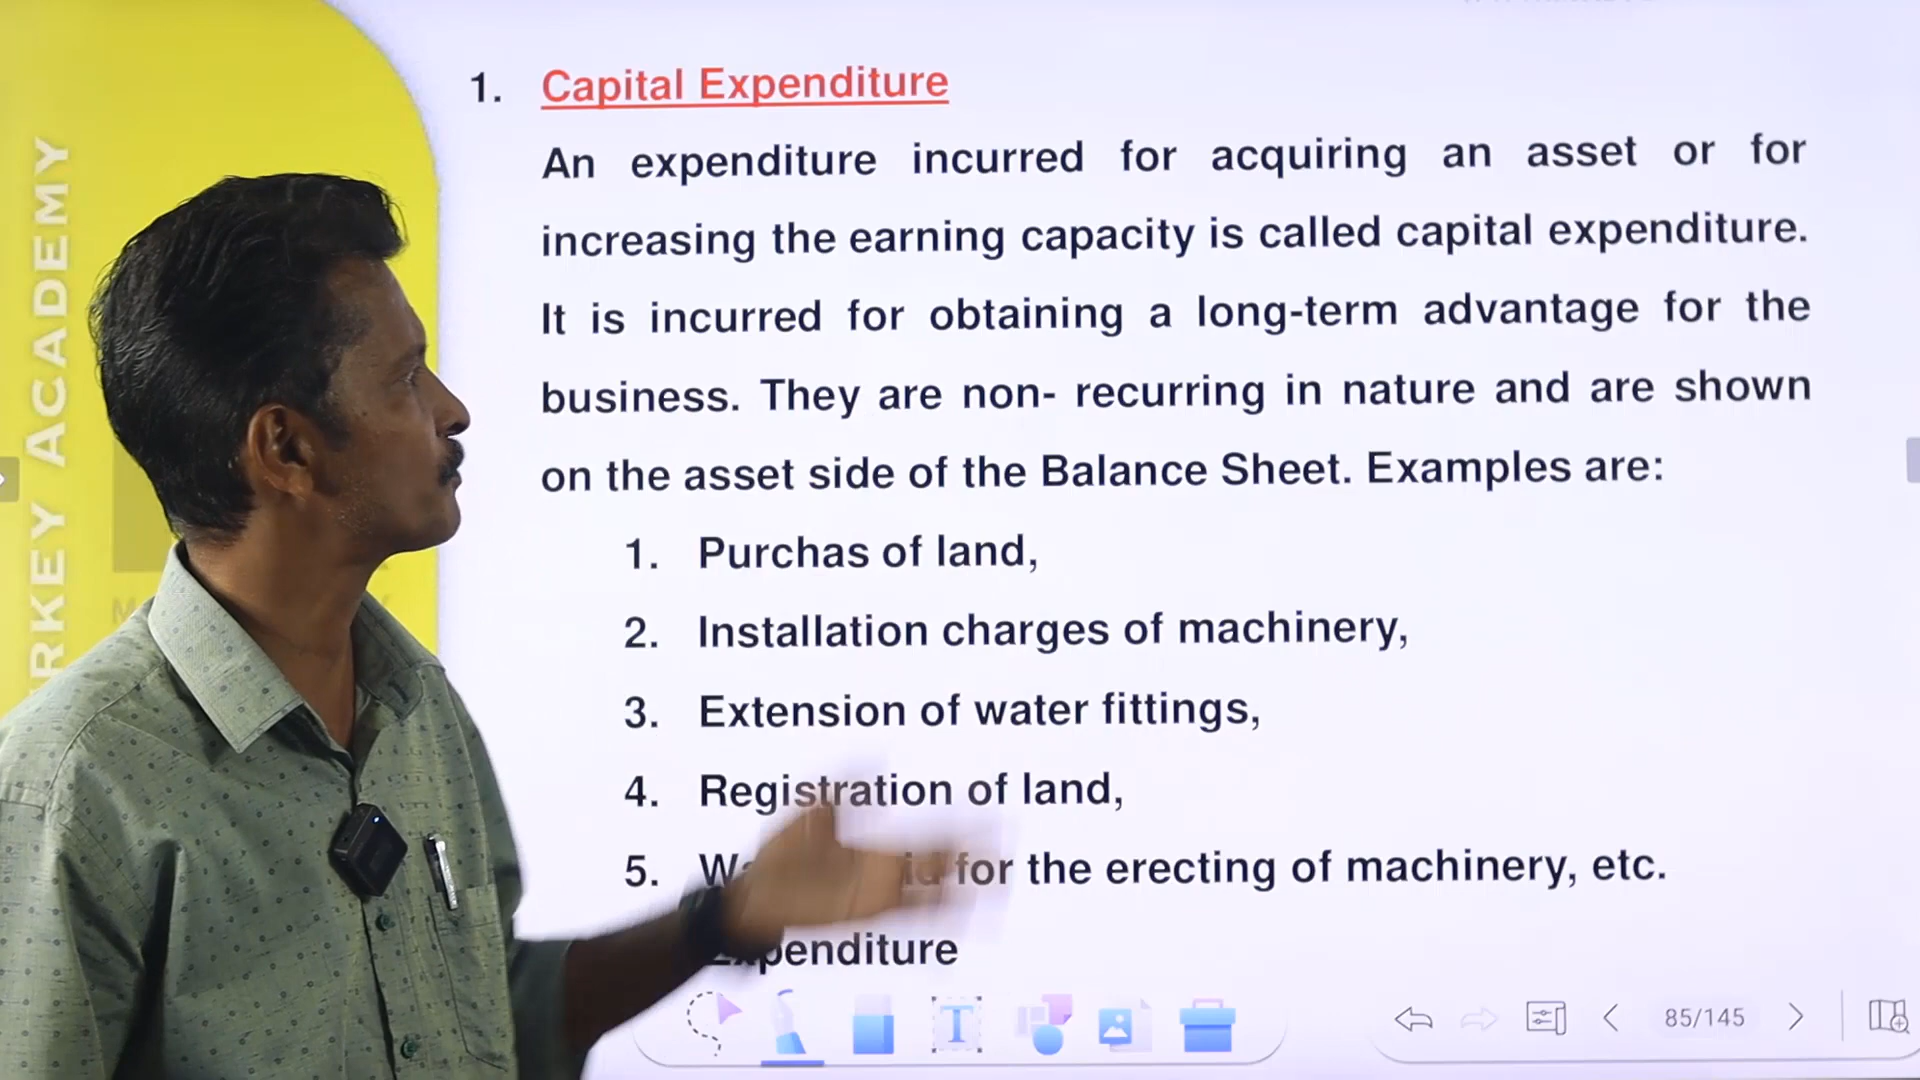 1. Capital Expenditure
An expenditure incurred for acquiring an asset or for
increasing the earning capacity is called capital expenditure.
It is incurred for obtaining a long-term advantage for the
business. They are non- recurring in nature and are shown
on the asset side of the Balance Sheet. Examples are:
1. Purchas of land,
2. Installation charges of machinery,
3. Extension of water fittings,
4. Registration of land,
5. for the erecting of machinery, etc.
85/145
ACADEMY